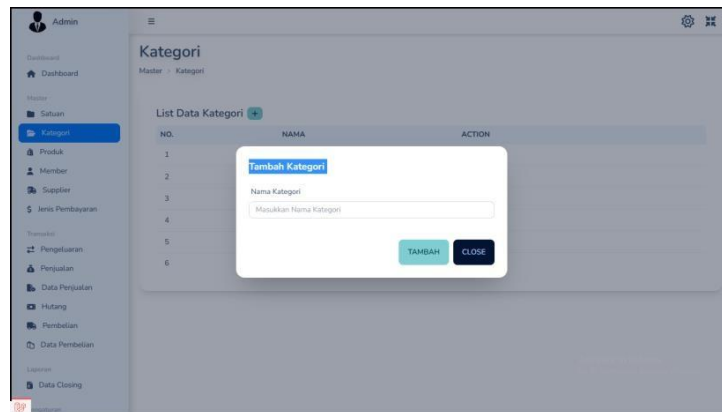 Admin
Dashboard
Dashboard
Master
Satuan
Kategori
Produk
Member
Supplier
Jenis Pembayaran
Transaksi
Pengeluaran
Penjualan
Data Penjualan
Hutang
Pembelian
Data Pembelian
Laporan
Data Closing
Kategori
Master > Kategori
List Data Kategori +
NO. NAMA ACTION
1
2
3
4
5
6
Tambah Kategori
Nama Kategori
Masukkan Nama Kategori
TAMBAH CLOSE